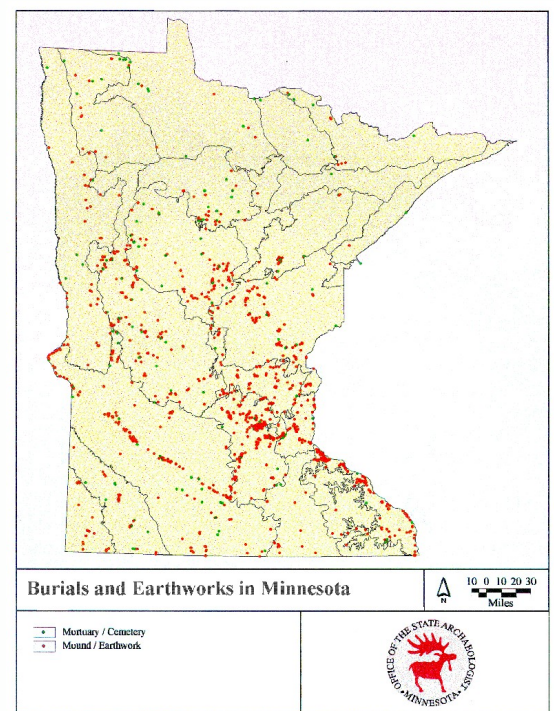 Burials and Earthworks in Minnesota
N
10 0 10 20 30
Miles
Mortuary / Cemetery
Mound / Earthwork
OFFICE OF THE STATE ARCHAEOLOGIST
• MINNESOTA •